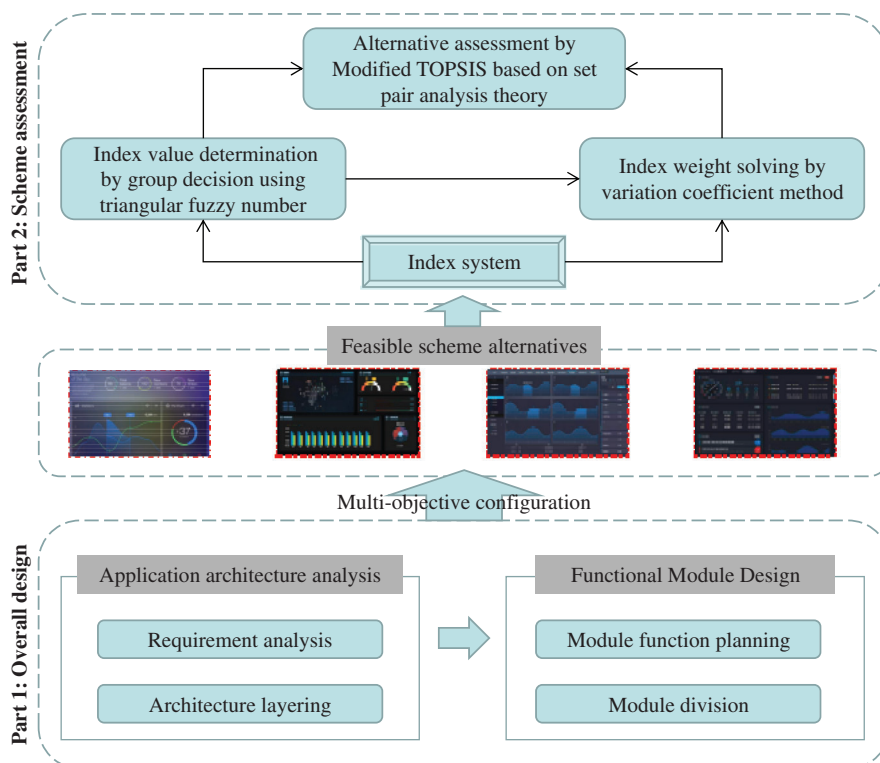 Part 2: Scheme assessment
Alternative assessment by
Modified TOPSIS based on set
pair analysis theory
Index value determination
by group decision using
triangular fuzzy number
Index weight solving by
variation coefficient method
Index system
Feasible scheme alternatives
Multi-objective configuration
Part 1: Overall design
Application architecture analysis
Requirement analysis
Architecture layering
Functional Module Design
Module function planning
Module division